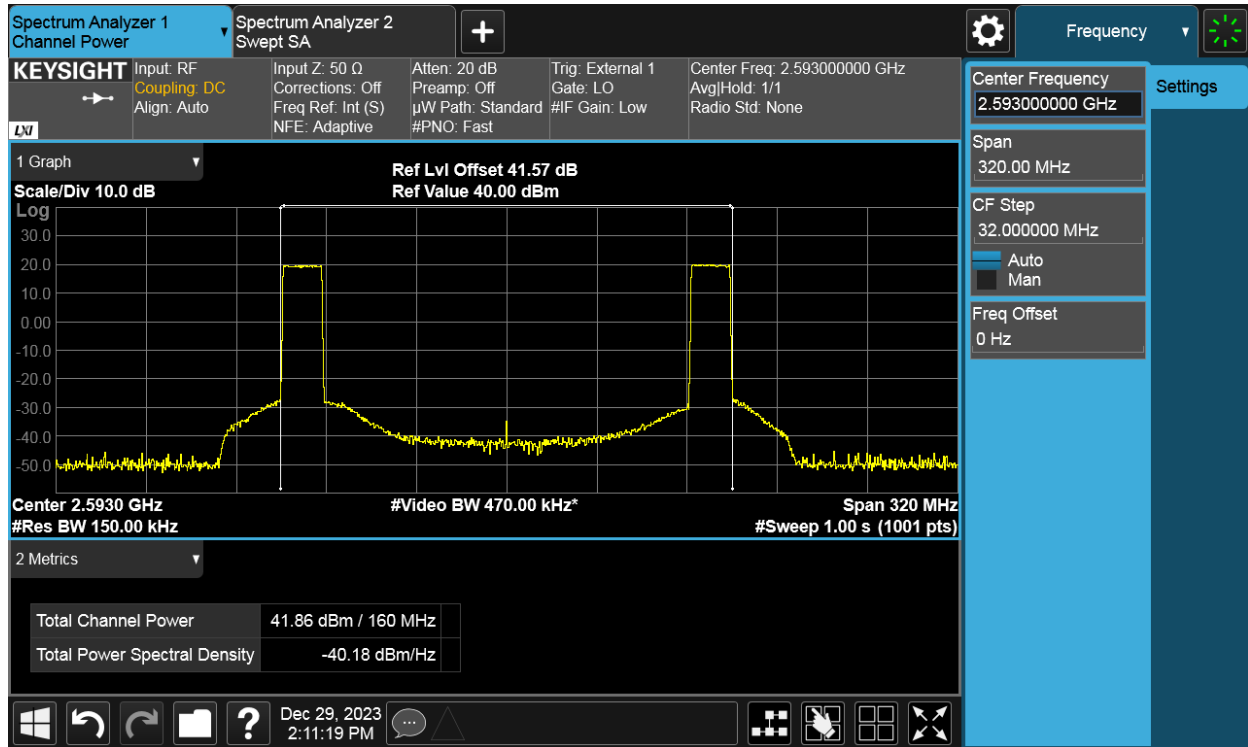 Spectrum Analyzer 1
Channel Power
Spectrum Analyzer 2
Swept SA
Frequency
KEYSIGHT
LXI
Input: RF
Coupling: DC
Align: Auto
Input Z: 50 Ω
Corrections: Off
Freq Ref: Int (S)
NFE: Adaptive
Atten: 20 dB
Preamp: Off
µW Path: Standard
#PNO: Fast
Trig: External 1
Gate: LO
#IF Gain: Low
Center Freq: 2.593000000 GHz
Avg|Hold: 1/1
Radio Std: None
Center Frequency
2.593000000 GHz
Settings
Span
320.00 MHz
CF Step
32.000000 MHz
Auto
Man
Freq Offset
0 Hz
1 Graph
Scale/Div 10.0 dB
Log
Ref Lvl Offset 41.57 dB
Ref Value 40.00 dBm
30.0
20.0
10.0
0.00
-10.0
-20.0
-30.0
-40.0
-50.0
Center 2.5930 GHz
#Video BW 470.00 kHz*
Span 320 MHz
#Res BW 150.00 kHz
#Sweep 1.00 s (1001 pts)
2 Metrics
Total Channel Power 41.86 dBm / 160 MHz
Total Power Spectral Density -40.18 dBm/Hz
?
Dec 29, 2023
2:11:19 PM